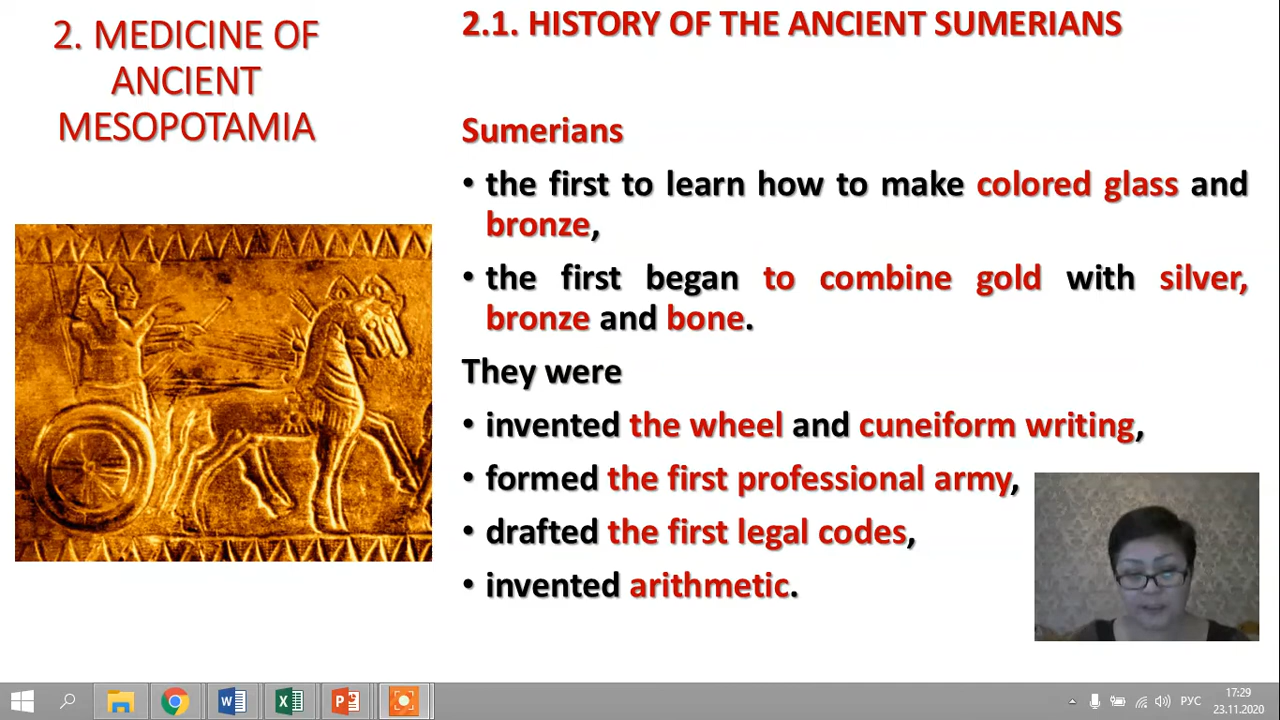 2. MEDICINE OF
ANCIENT
MESOPOTAMIA
2.1. HISTORY OF THE ANCIENT SUMERIANS
Sumerians
• the first to learn how to make colored glass and
bronze,
• the first began to combine gold with silver,
bronze and bone.
They were
• invented the wheel and cuneiform writing,
• formed the first professional army,
• drafted the first legal codes,
• invented arithmetic.
РУС
17:29
23.11.2020